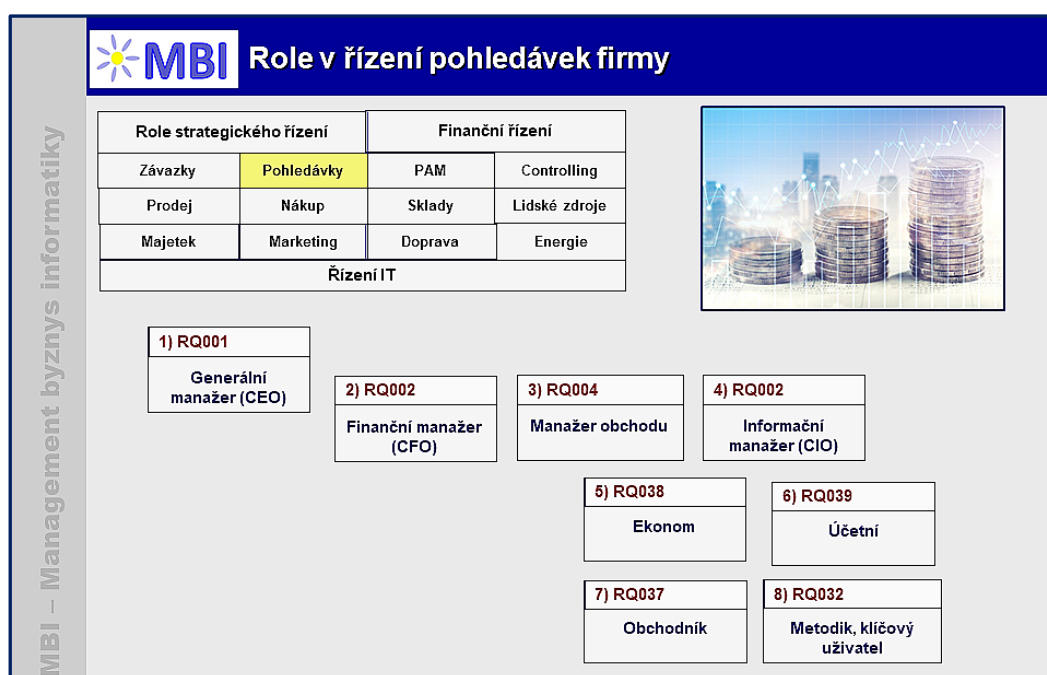 MBI
Role v řízení pohledávek firmy
MBI – Management byznys informatiky
Role strategického řízení
Finanční řízení
Závazky
Pohledávky
PAM
Controlling
Prodej
Nákup
Sklady
Lidské zdroje
Majetek
Marketing
Doprava
Energie
Řízení IT
1) RQ001
Generální
manažer (CEO)
2) RQ002
Finanční manažer
(CFO)
3) RQ004
Manažer obchodu
4) RQ002
Informační
manažer (CIO)
5) RQ038
Ekonom
6) RQ039
Účetní
7) RQ037
Obchodník
8) RQ032
Metodik, klíčový
uživatel